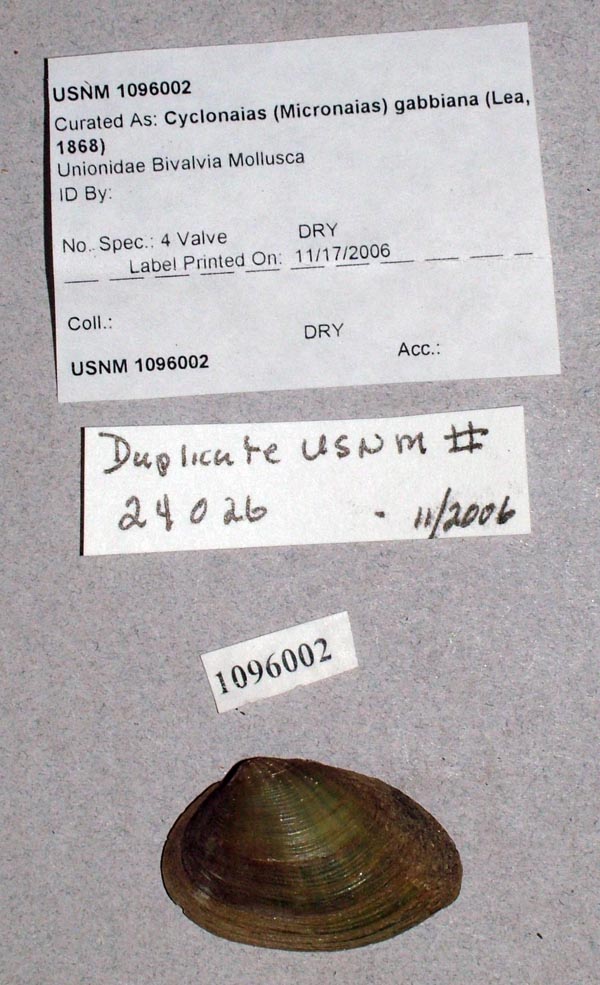 USNM 1096002
Curated As: Cyclonaias (Micronaias) gabbiana (Lea,
1868)
Unionidae Bivalvia Mollusca
ID By:
No. Spec.: 4 Valve DRY
Label Printed On: 11/17/2006
Coll.: DRY
USNM 1096002 Acc.:
Duplicate USNM #
24026 - 11/2006
1096002